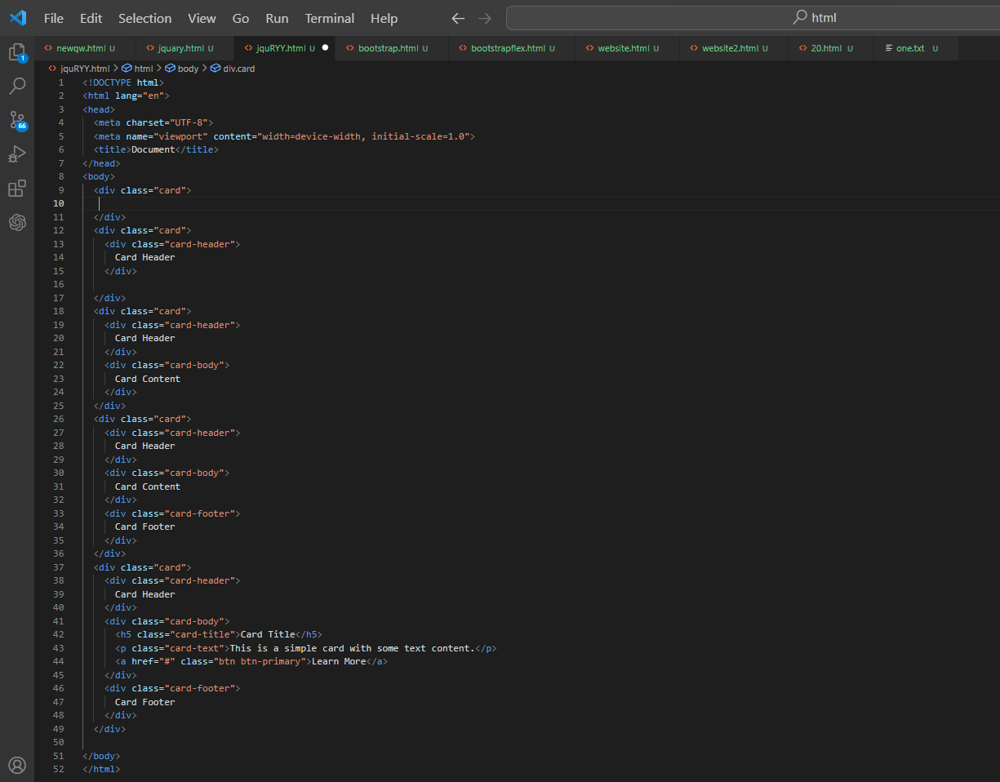 File Edit Selection View Go Run Terminal Help html
newqw.html U jquary.html U jquRYY.html U bootstrap.html U bootstrapflex.html U website.html U website2.html U 20.html U one.txt U
1
jquRYY.html > html > body > div.card
66
1 <!DOCTYPE html>
2 <html lang="en">
3 <head>
4 <meta charset="UTF-8">
5 <meta name="viewport" content="width=device-width, initial-scale=1.0">
6 <title>Document</title>
7 </head>
8 <body>
9 <div class="card">
10
11 </div>
12 <div class="card">
13 <div class="card-header">
14 Card Header
15 </div>
16
17 </div>
18 <div class="card">
19 <div class="card-header">
20 Card Header
21 </div>
22 <div class="card-body">
23 Card Content
24 </div>
25 </div>
26 <div class="card">
27 <div class="card-header">
28 Card Header
29 </div>
30 <div class="card-body">
31 Card Content
32 </div>
33 <div class="card-footer">
34 Card Footer
35 </div>
36 </div>
37 <div class="card">
38 <div class="card-header">
39 Card Header
40 </div>
41 <div class="card-body">
42 <h5 class="card-title">Card Title</h5>
43 <p class="card-text">This is a simple card with some text content.</p>
44 <a href="#" class="btn btn-primary">Learn More</a>
45 </div>
46 <div class="card-footer">
47 Card Footer
48 </div>
49 </div>
50
51 </body>
52 </html>